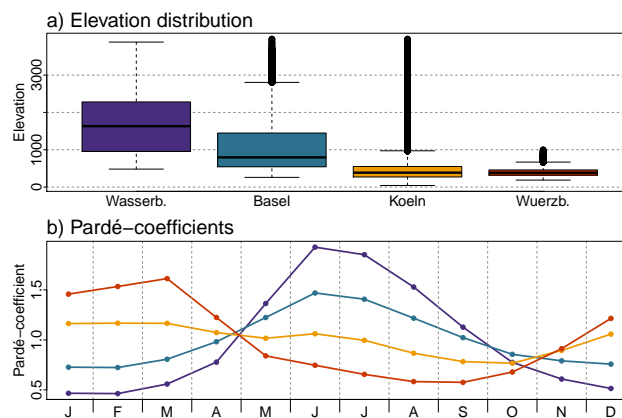 a) Elevation distribution
Elevation
3000
1000
0
Wasserb. Basel Koeln Wuerzb.
b) Pardé−coefficients
Pardé−coefficient
1.5
1.0
0.5
J F M A M J J A S O N D